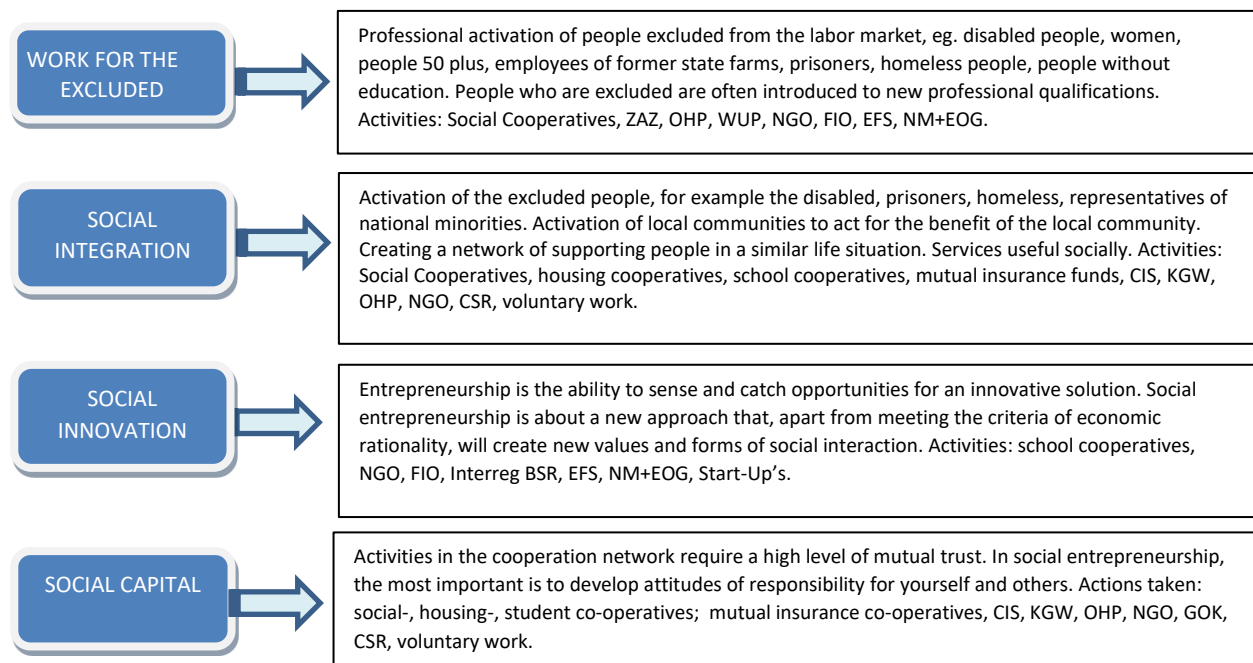 WORK FOR THE
EXCLUDED
Professional activation of people excluded from the labor market, eg. disabled people, women,
people 50 plus, employees of former state farms, prisoners, homeless people, people without
education. People who are excluded are often introduced to new professional qualifications.
Activities: Social Cooperatives, ZAZ, OHP, WUP, NGO, FIO, EFS, NM+EOG.
SOCIAL
INTEGRATION
Activation of the excluded people, for example the disabled, prisoners, homeless, representatives of
national minorities. Activation of local communities to act for the benefit of the local community.
Creating a network of supporting people in a similar life situation. Services useful socially. Activities:
Social Cooperatives, housing cooperatives, school cooperatives, mutual insurance funds, CIS, KGW,
OHP, NGO, CSR, voluntary work.
SOCIAL
INNOVATION
Entrepreneurship is the ability to sense and catch opportunities for an innovative solution. Social
entrepreneurship is about a new approach that, apart from meeting the criteria of economic
rationality, will create new values and forms of social interaction. Activities: school cooperatives,
NGO, FIO, Interreg BSR, EFS, NM+EOG, Start-Up’s.
SOCIAL CAPITAL
Activities in the cooperation network require a high level of mutual trust. In social entrepreneurship,
the most important is to develop attitudes of responsibility for yourself and others. Actions taken:
social-, housing-, student co-operatives; mutual insurance co-operatives, CIS, KGW, OHP, NGO, GOK,
CSR, voluntary work.